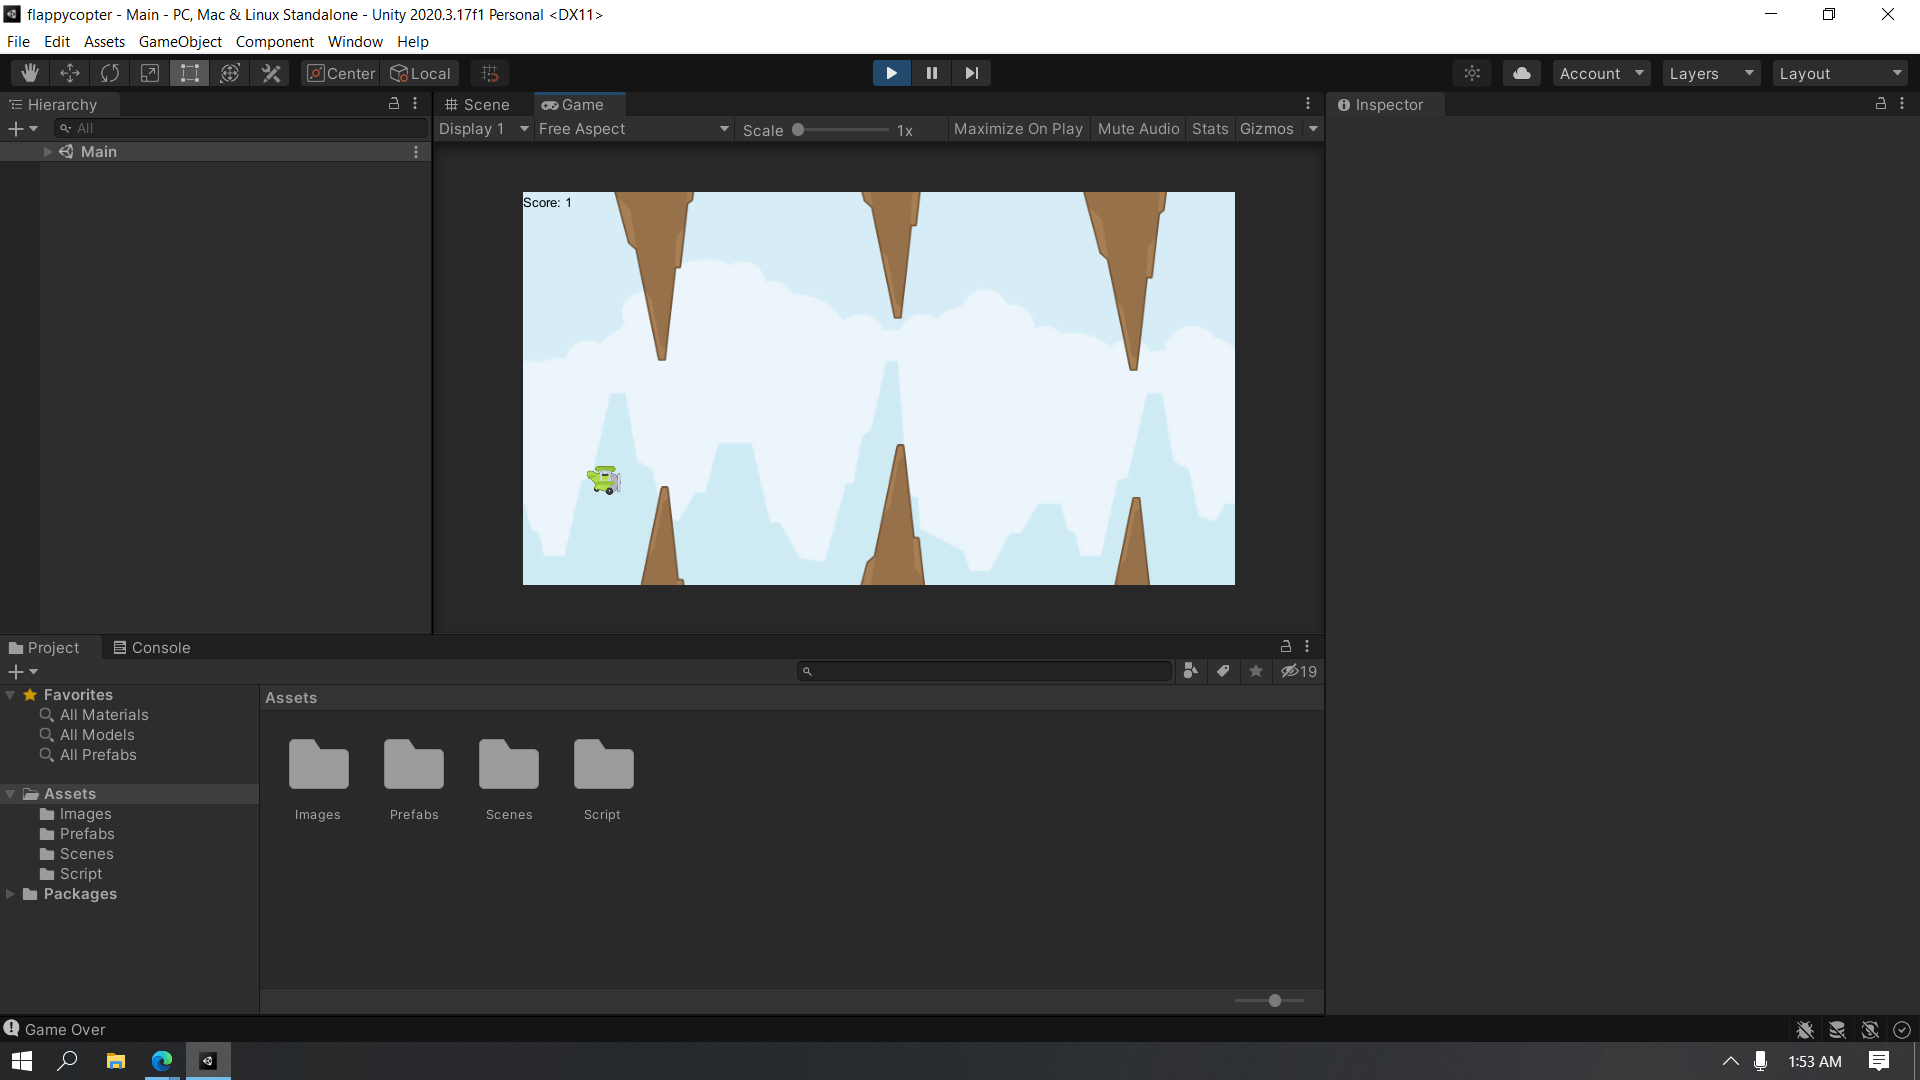 flappycopter - Main - PC, Mac & Linux Standalone - Unity 2020.3.17f1 Personal <DX11>
File Edit Assets GameObject Component Window Help
Center Local Account Layers Layout
Hierarchy
All
Main
Scene Game
Display 1 Free Aspect Scale 1x Maximize On Play Mute Audio Stats Gizmos
Score: 1
Inspector
Project Console
19
Favorites
All Materials
All Models
All Prefabs
Assets
Images
Prefabs
Scenes
Script
Packages
Assets
Images Prefabs Scenes Script
Game Over
1:53 AM